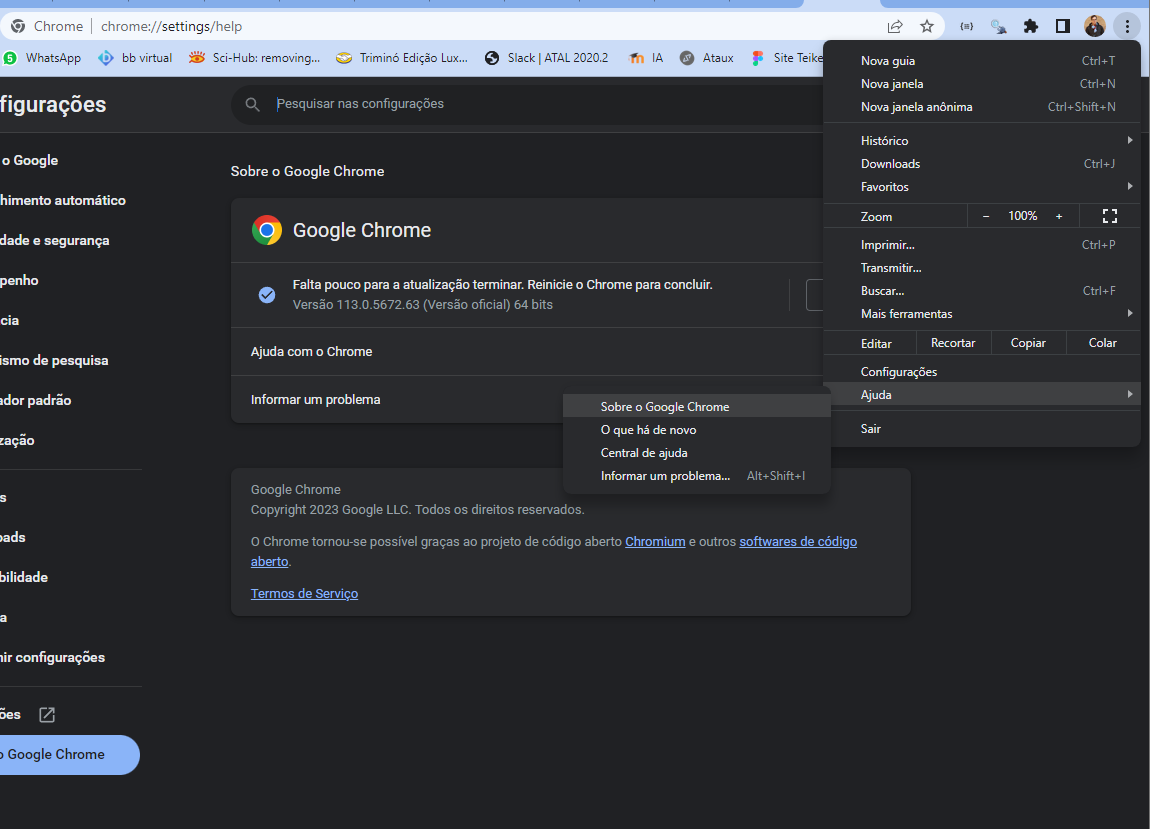 Chrome | chrome://settings/help
WhatsApp
bb virtual
Sci-Hub: removing...
Triminó Edição Lux...
Slack | ATAL 2020.2
IA
Ataux
Site Teike
Nova guia Ctrl+T
Nova janela Ctrl+N
Nova janela anônima Ctrl+Shift+N
Histórico
Downloads Ctrl+J
Favoritos
Zoom - 100% +
Imprimir... Ctrl+P
Transmitir...
Buscar... Ctrl+F
Mais ferramentas
Editar Recortar Copiar Colar
Configurações
Ajuda
Sair
Sobre o Google Chrome
O que há de novo
Central de ajuda
Informar um problema... Alt+Shift+I
figurações
Pesquisar nas configurações
o Google
himento automático
dade e segurança
penho
cia
ismo de pesquisa
ador padrão
zação
s
oads
bilidade
a
nir configurações
ões
o Google Chrome
Sobre o Google Chrome
Google Chrome
Falta pouco para a atualização terminar. Reinicie o Chrome para concluir.
Versão 113.0.5672.63 (Versão oficial) 64 bits
Ajuda com o Chrome
Informar um problema
Google Chrome
Copyright 2023 Google LLC. Todos os direitos reservados.
O Chrome tornou-se possível graças ao projeto de código aberto Chromium e outros softwares de código
aberto.
Termos de Serviço